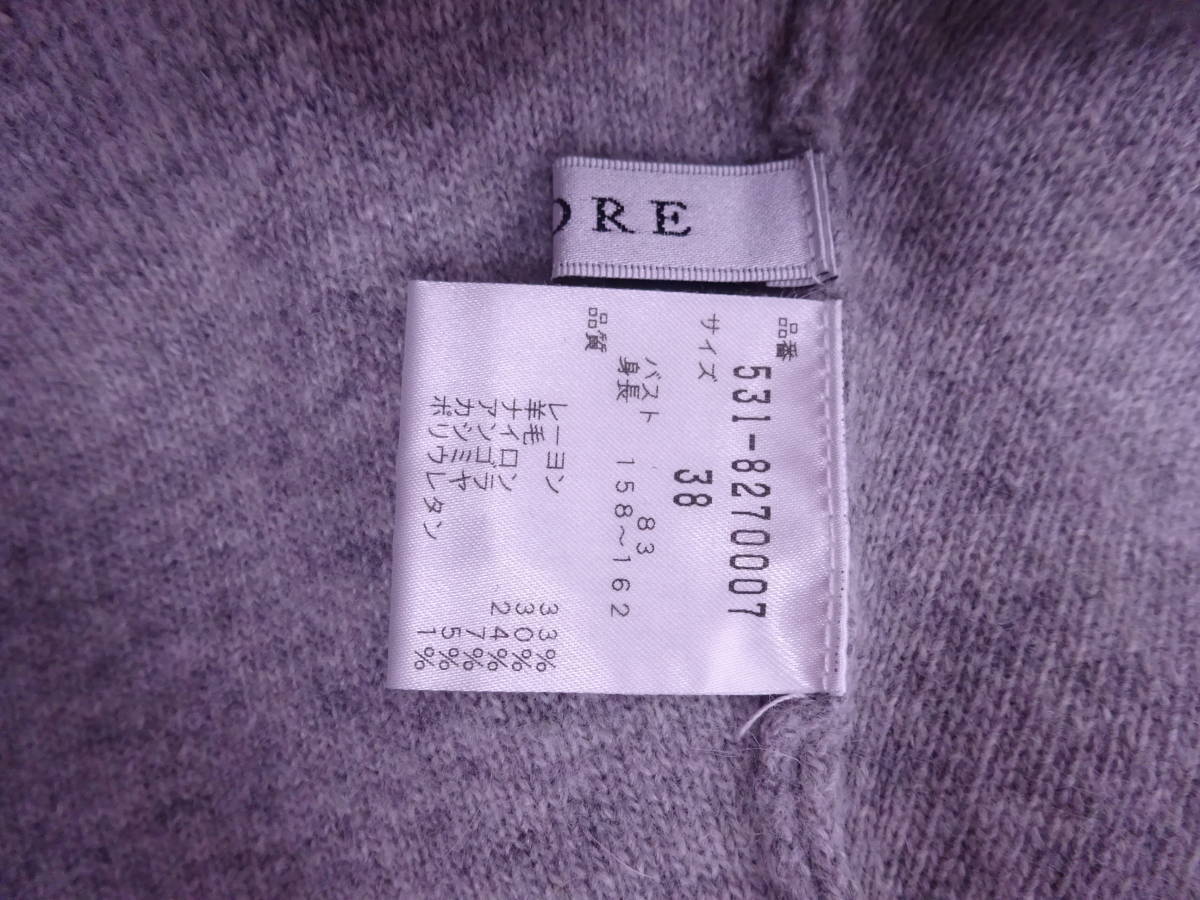 ORE
品番
531-8270007
サイズ
38
バスト 83
身長 158～162
品質
レーヨン 33%
羊毛 30%
ナイロン 24%
アンゴラ 7%
カシミヤ 5%
ポリウレタン 1%